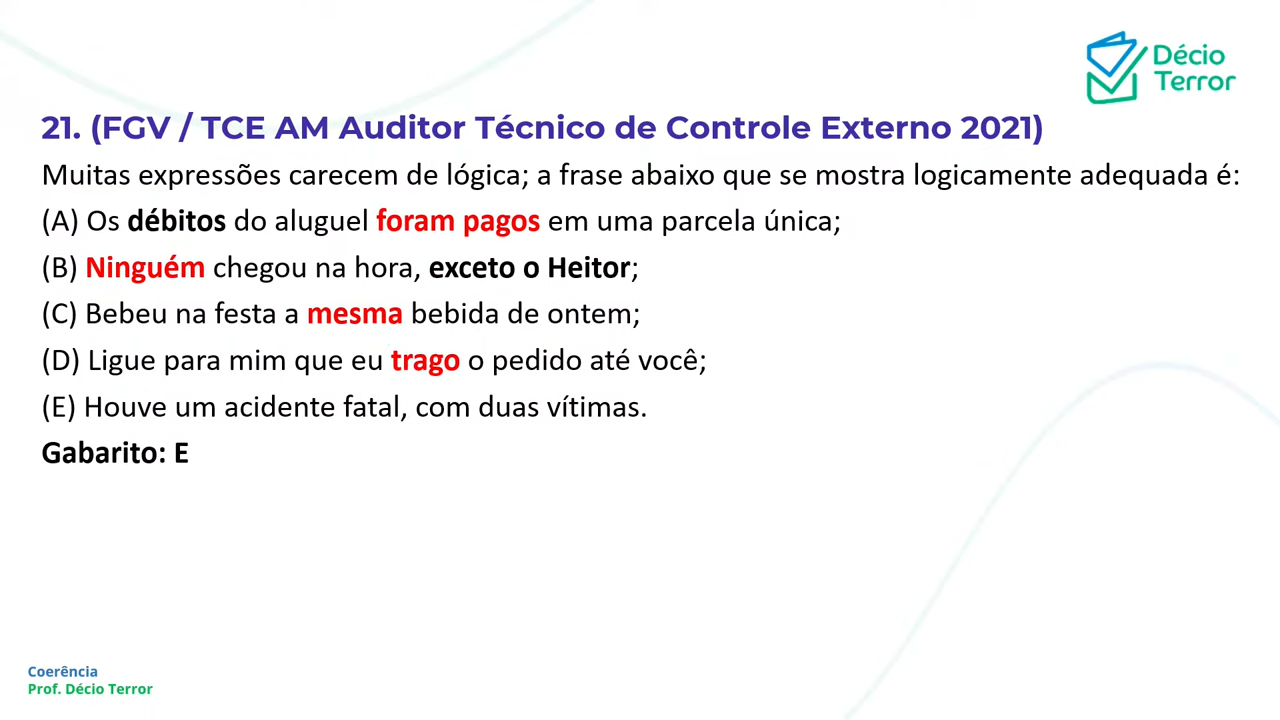 Décio
Terror
21. (FGV / TCE AM Auditor Técnico de Controle Externo 2021)
Muitas expressões carecem de lógica; a frase abaixo que se mostra logicamente adequada é:
(A) Os débitos do aluguel foram pagos em uma parcela única;
(B) Ninguém chegou na hora, exceto o Heitor;
(C) Bebeu na festa a mesma bebida de ontem;
(D) Ligue para mim que eu trago o pedido até você;
(E) Houve um acidente fatal, com duas vítimas.
Gabarito: E
Coerência
Prof. Décio Terror